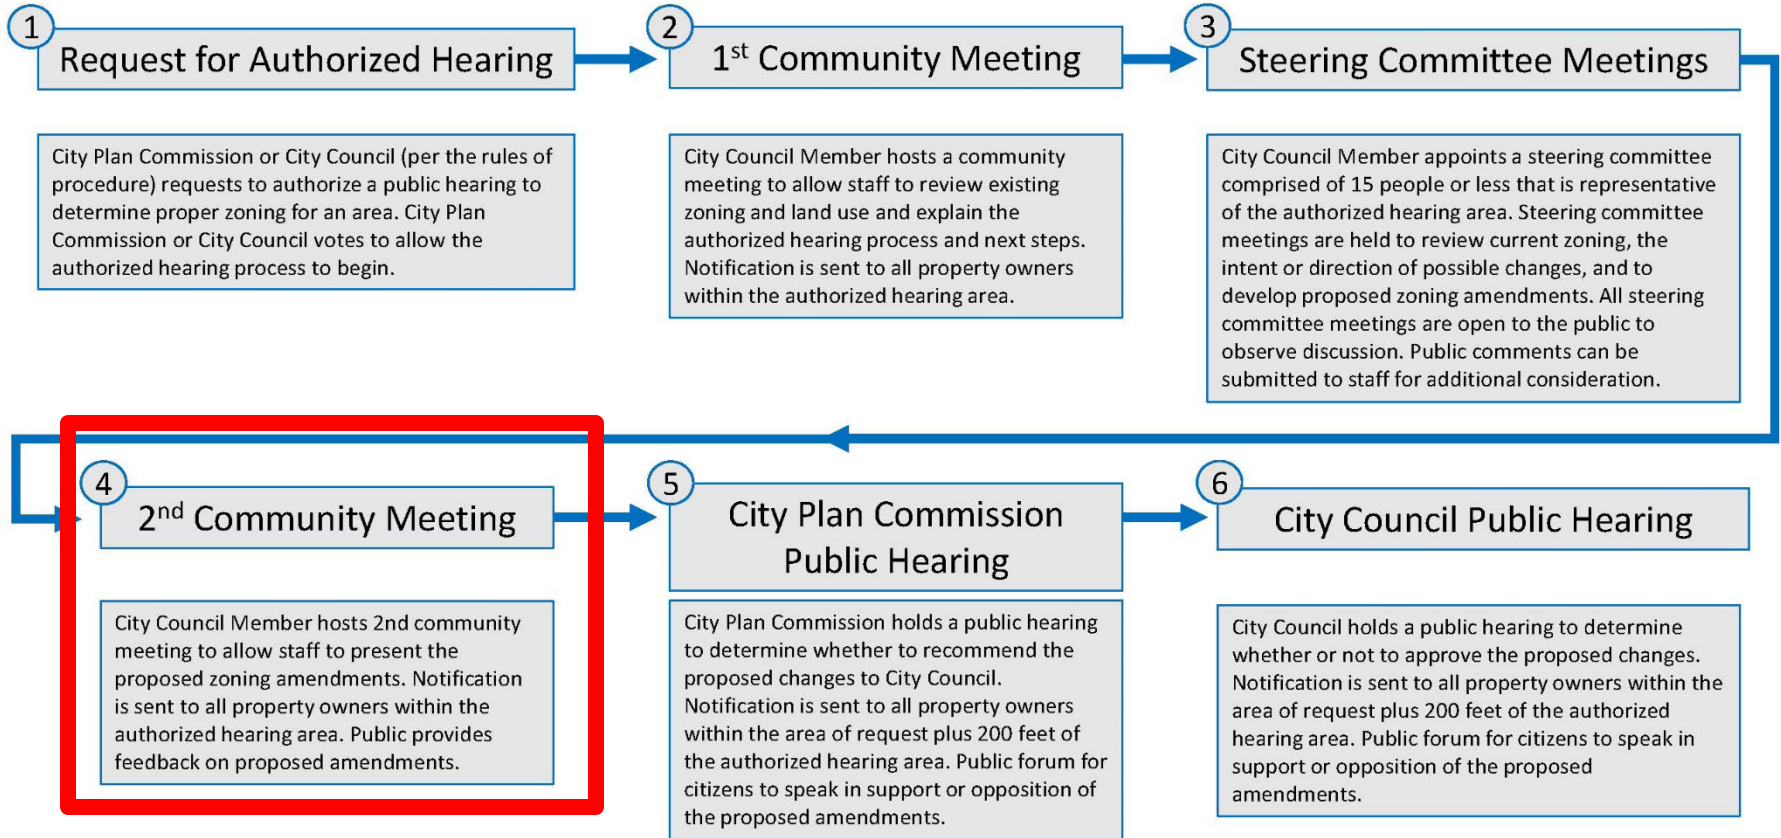 1
Request for Authorized Hearing
City Plan Commission or City Council (per the rules of
procedure) requests to authorize a public hearing to
determine proper zoning for an area. City Plan
Commission or City Council votes to allow the
authorized hearing process to begin.
2
1st Community Meeting
City Council Member hosts a community
meeting to allow staff to review existing
zoning and land use and explain the
authorized hearing process and next steps.
Notification is sent to all property owners
within the authorized hearing area.
3
Steering Committee Meetings
City Council Member appoints a steering committee
comprised of 15 people or less that is representative
of the authorized hearing area. Steering committee
meetings are held to review current zoning, the
intent or direction of possible changes, and to
develop proposed zoning amendments. All steering
committee meetings are open to the public to
observe discussion. Public comments can be
submitted to staff for additional consideration.
4
2nd Community Meeting
City Council Member hosts 2nd community
meeting to allow staff to present the
proposed zoning amendments. Notification
is sent to all property owners within the
authorized hearing area. Public provides
feedback on proposed amendments.
5
City Plan Commission
Public Hearing
City Plan Commission holds a public hearing
to determine whether to recommend the
proposed changes to City Council.
Notification is sent to all property owners
within the area of request plus 200 feet of
the authorized hearing area. Public forum for
citizens to speak in support or opposition of
the proposed amendments.
6
City Council Public Hearing
City Council holds a public hearing to determine
whether or not to approve the proposed changes.
Notification is sent to all property owners within the
area of request plus 200 feet of the authorized
hearing area. Public forum for citizens to speak in
support or opposition of the proposed
amendments.